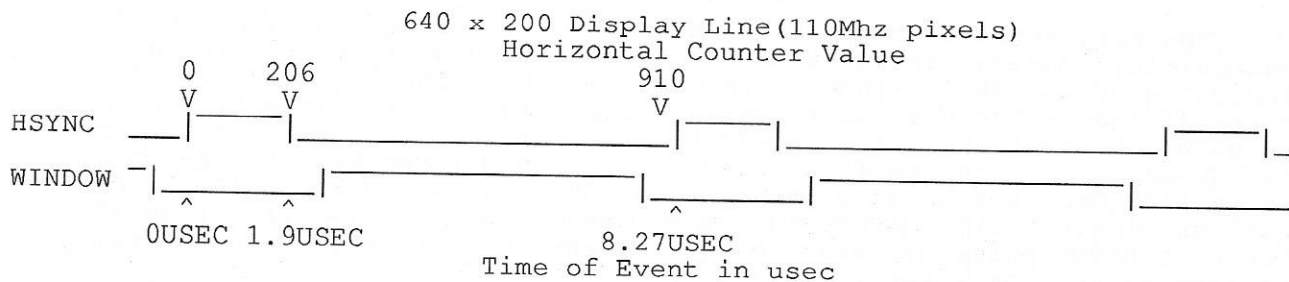 640 x 200 Display Line(110Mhz pixels)
Horizontal Counter Value
0 206 910
V V V
HSYNC
WINDOW
^ ^ ^
0USEC 1.9USEC 8.27USEC
Time of Event in usec